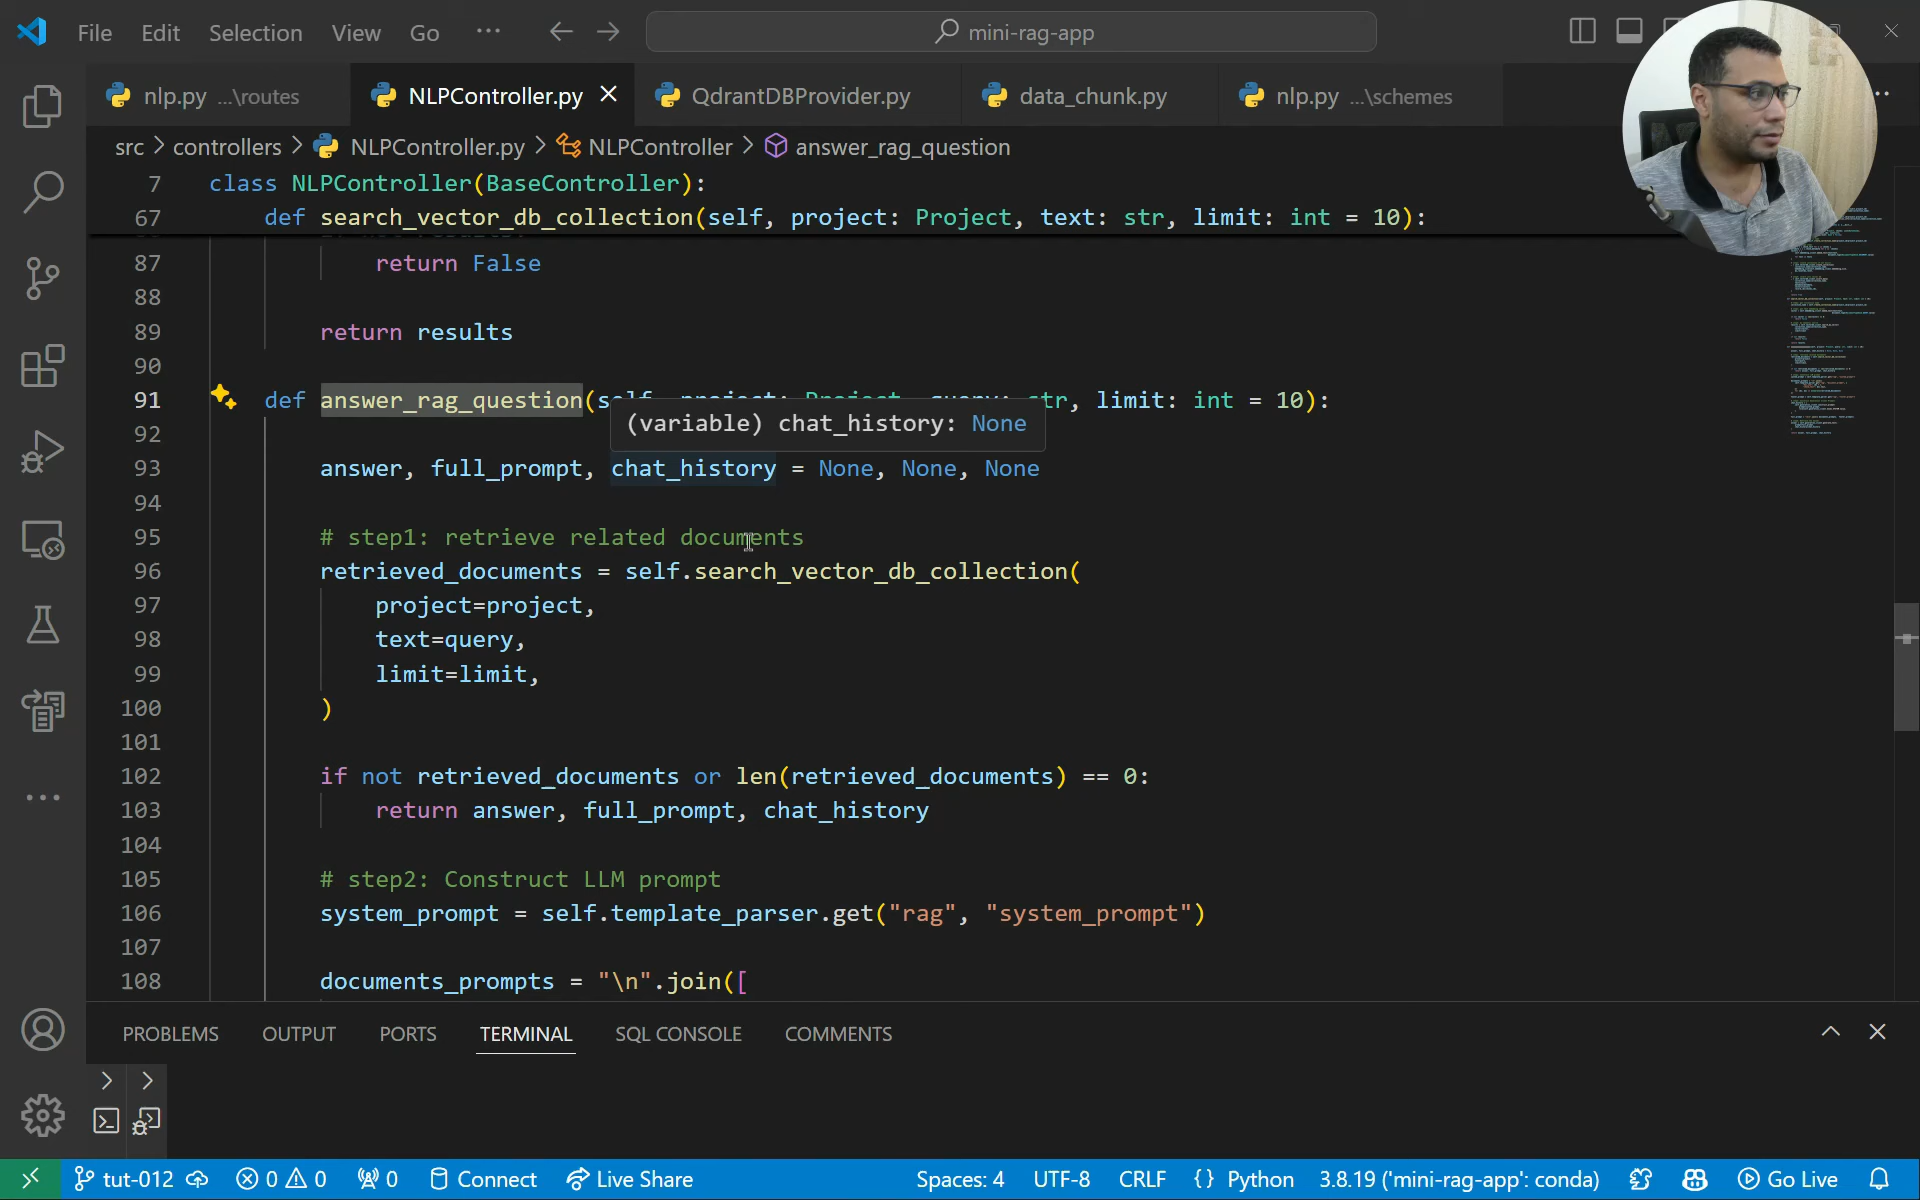 File Edit Selection View Go ··· mini-rag-app
nlp.py ...\routes NLPController.py QdrantDBProvider.py data_chunk.py nlp.py ...\schemes
src > controllers > NLPController.py > NLPController > answer_rag_question
7 class NLPController(BaseController):
67 def search_vector_db_collection(self, project: Project, text: str, limit: int = 10):
87 return False
88
89 return results
90
91 def answer_rag_question(self, project: Project, query: str, limit: int = 10):
(variable) chat_history: None
92
93 answer, full_prompt, chat_history = None, None, None
94
95 # step1: retrieve related documents
96 retrieved_documents = self.search_vector_db_collection(
97 project=project,
98 text=query,
99 limit=limit,
100 )
101
102 if not retrieved_documents or len(retrieved_documents) == 0:
103 return answer, full_prompt, chat_history
104
105 # step2: Construct LLM prompt
106 system_prompt = self.template_parser.get("rag", "system_prompt")
107
108 documents_prompts = "\n".join([
PROBLEMS OUTPUT PORTS TERMINAL SQL CONSOLE COMMENTS
tut-012 0 0 0 Connect Live Share Spaces: 4 UTF-8 CRLF {} Python 3.8.19 ('mini-rag-app': conda) Go Live